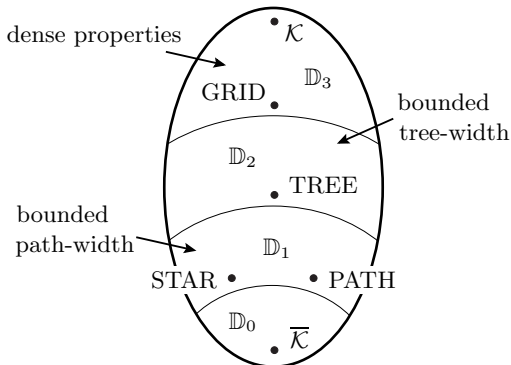 dense properties
𝒦
𝔻₃
GRID
bounded
tree-width
𝔻₂
TREE
bounded
path-width
𝔻₁
STAR
PATH
𝔻₀
𝒦̅